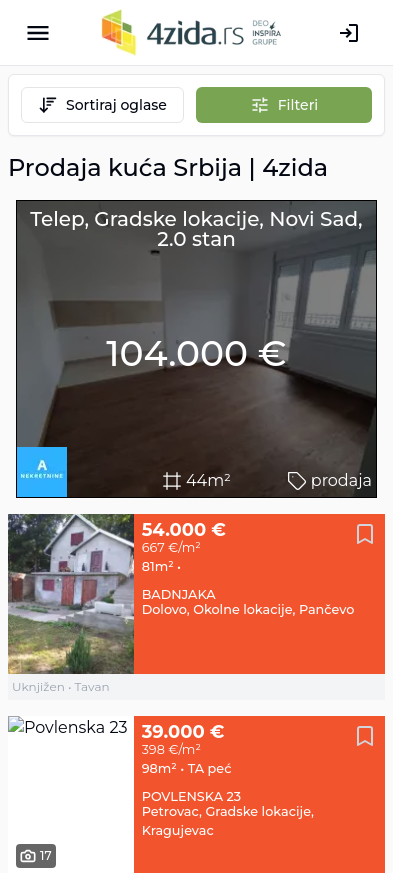 4zida.rs
DEO
INSPIRA
GRUPE
Sortiraj oglase
Filteri
Prodaja kuća Srbija | 4zida
Telep, Gradske lokacije, Novi Sad,
2.0 stan
104.000 €
A
NEKRETNINE
44m²
prodaja
54.000 €
667 €/m²
81m² •
BADNJAKA
Dolovo, Okolne lokacije, Pančevo
Uknjižen • Tavan
Povlenska 23
39.000 €
398 €/m²
98m² • TA peć
POVLENSKA 23
Petrovac, Gradske lokacije,
Kragujevac
17